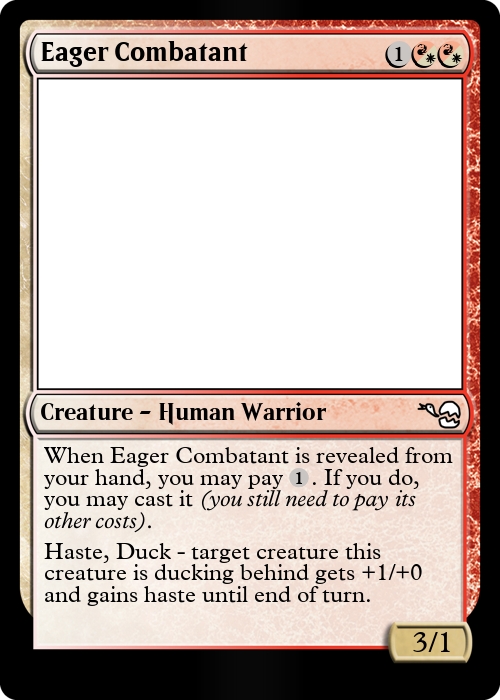 Eager Combatant 1
Creature – Human Warrior
When Eager Combatant is revealed from
your hand, you may pay 1. If you do,
you may cast it (you still need to pay its
other costs).
Haste, Duck - target creature this
creature is ducking behind gets +1/+0
and gains haste until end of turn.
3/1